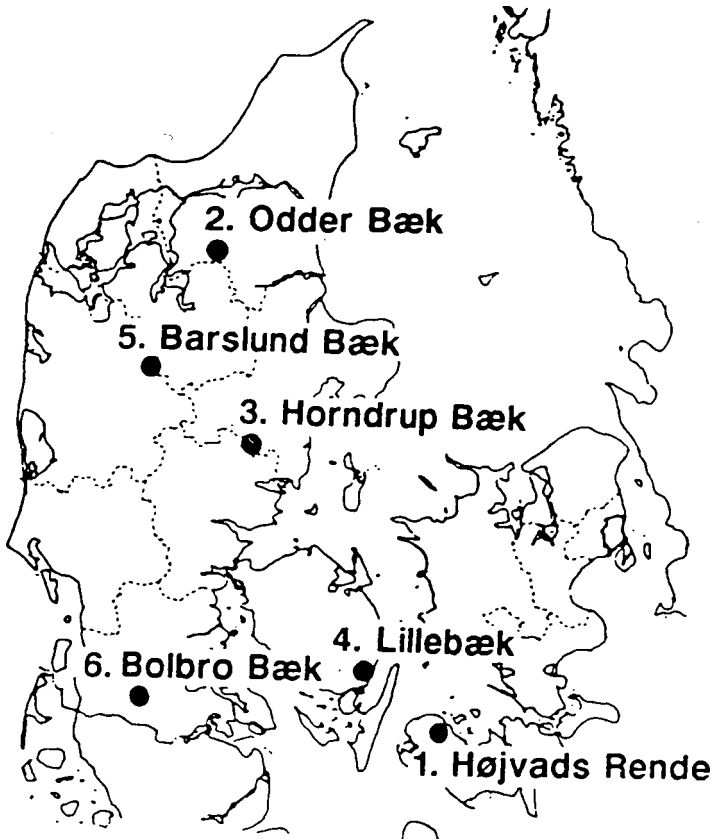 2. Odder Bæk
5. Barslund Bæk
3. Horndrup Bæk
4. Lillebæk
6. Bolbro Bæk
1. Højvads Rende